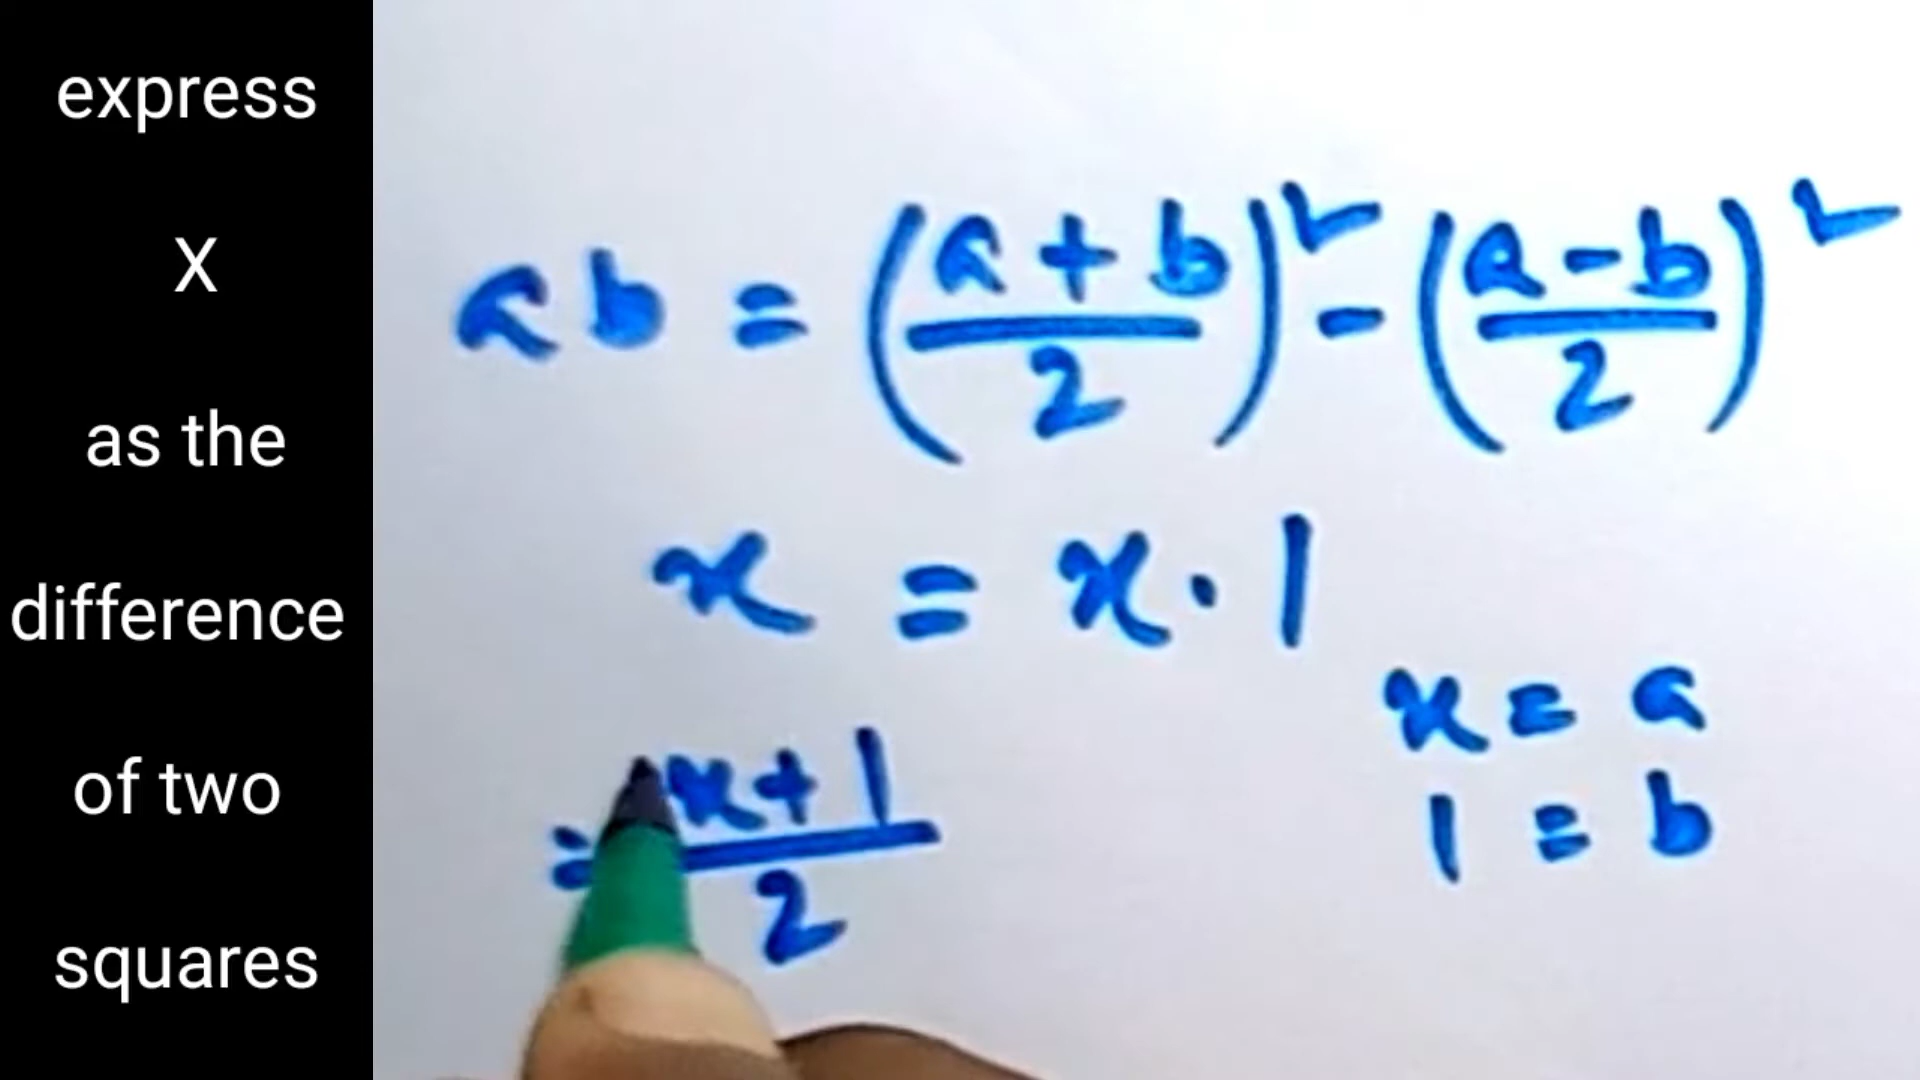 express
X
as the
difference
of two
squares
ab = ((a + b)/2)² - ((a - b)/2)²
x = x · 1
x = a
1 = b
= (x + 1)/2